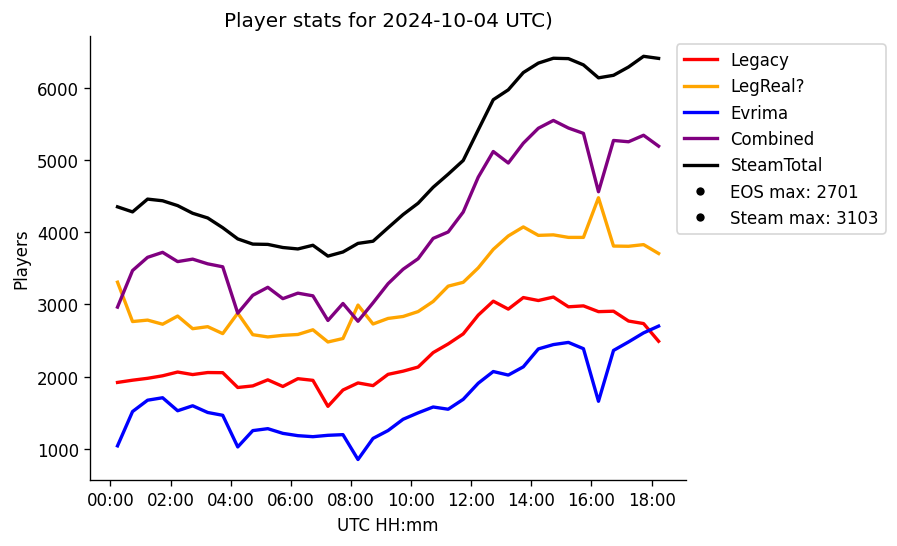 Player stats for 2024-10-04 UTC)
Legacy
LegReal?
Evrima
Combined
SteamTotal
EOS max: 2701
Steam max: 3103
Players
6000
5000
4000
3000
2000
1000
00:00 02:00 04:00 06:00 08:00 10:00 12:00 14:00 16:00 18:00
UTC HH:mm